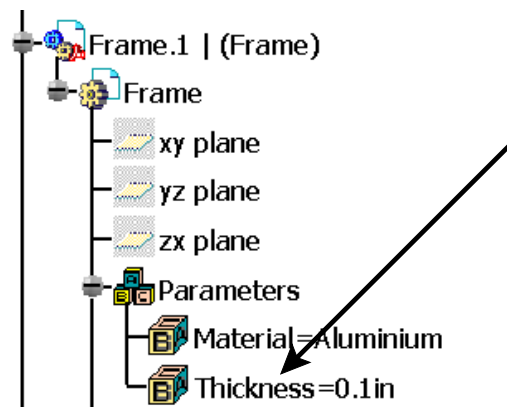 Frame.1 | (Frame)
Frame
xy plane
yz plane
zx plane
Parameters
Material=Aluminium
Thickness=0.1in